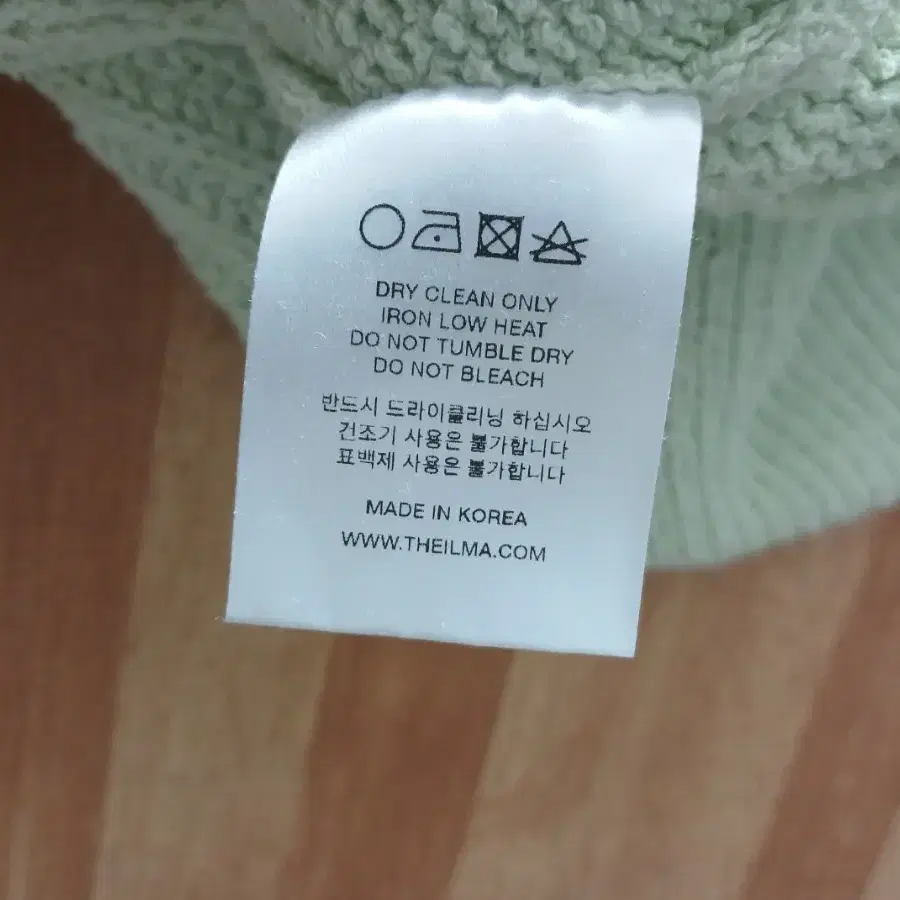 DRY CLEAN ONLY
IRON LOW HEAT
DO NOT TUMBLE DRY
DO NOT BLEACH
반드시 드라이클리닝 하십시오
건조기 사용은 불가합니다
표백제 사용은 불가합니다
MADE IN KOREA
WWW.THEILMA.COM